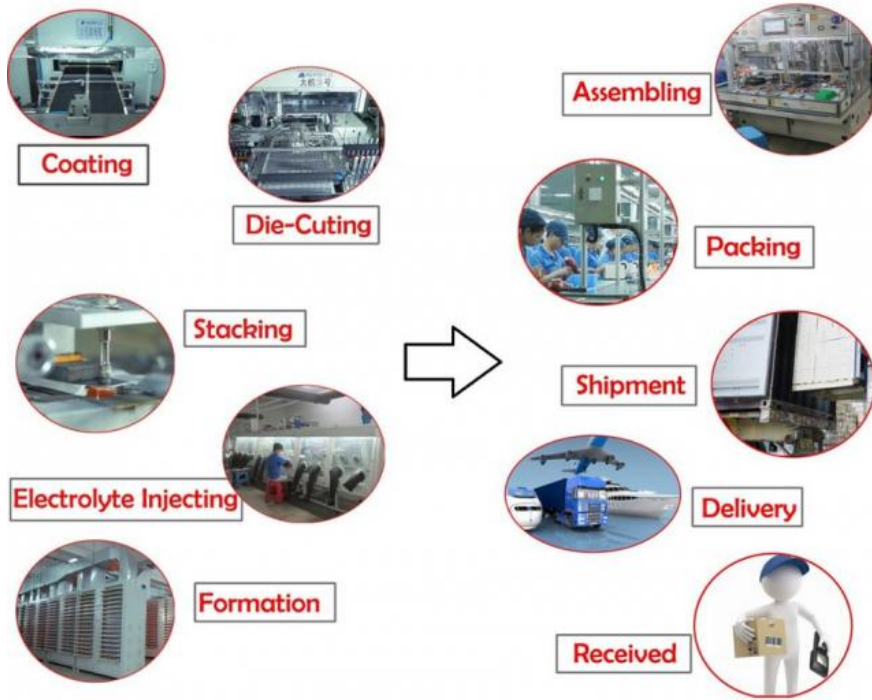 Coating
Die-Cuting
Stacking
Electrolyte Injecting
Formation
Assembling
Packing
Shipment
Delivery
Received